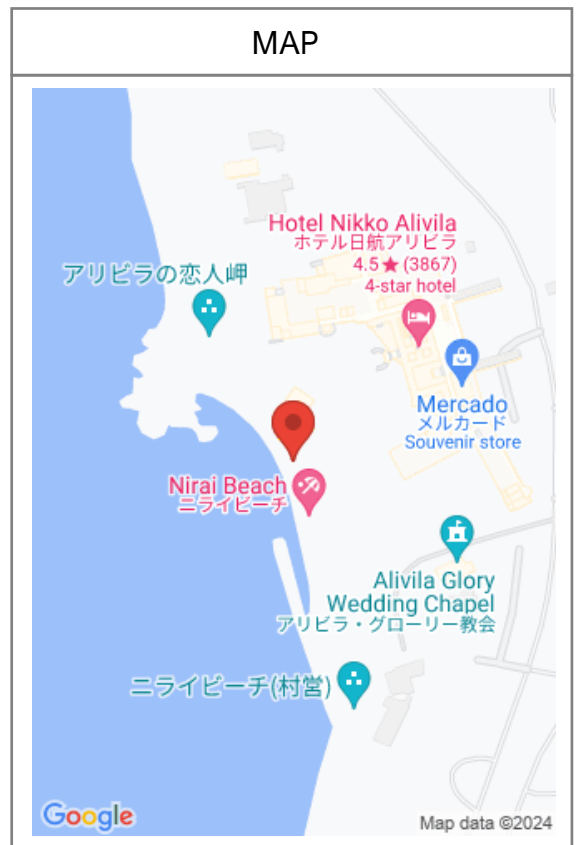 MAP
Hotel Nikko Alivila
ホテル日航アリビラ
4.5★(3867)
4-star hotel
アリビラの恋人岬
Mercado
メルカード
Souvenir store
Nirai Beach
ニライビーチ
Alivila Glory
Wedding Chapel
アリビラ・グローリー教会
ニライビーチ(村営)
Google
Map data ©2024